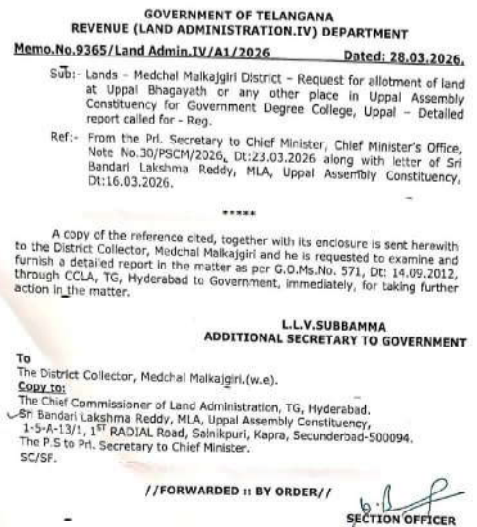 GOVERNMENT OF TELANGANA
REVENUE (LAND ADMINISTRATION.IV) DEPARTMENT
Memo.No.9365/Land Admin.IV/A1/2026 Dated: 28.03.2026.
Sub:- Lands – Medchal Malkajgiri District – Request for allotment of land
at Uppal Bhagayath or any other place in Uppal Assembly
Constituency for Government Degree College, Uppal – Detailed
report called for - Reg.
Ref:- From the Prl. Secretary to Chief Minister, Chief Minister's Office,
Note No.30/PSCM/2026, Dt:23.03.2026 along with letter of Sri
Bandari Lakshma Reddy, MLA, Uppal Assembly Constituency,
Dt:16.03.2026.
*****
A copy of the reference cited, together with its enclosure is sent herewith
to the District Collector, Medchal Malkajgiri and he is requested to examine and
furnish a detailed report in the matter as per G.O.Ms.No. 571, Dt: 14.09.2012,
through CCLA, TG, Hyderabad to Government, immediately, for taking further
action in the matter.
L.L.V.SUBBAMMA
ADDITIONAL SECRETARY TO GOVERNMENT
To
The District Collector, Medchal Malkajgiri.(w.e).
Copy to:
The Chief Commissioner of Land Administration, TG, Hyderabad.
Sri Bandari Lakshma Reddy, MLA, Uppal Assembly Constituency,
1-5-A-13/1, 1ST RADIAL Road, Sainikpuri, Kapra, Secunderbad-500094.
The P.S to Prl. Secretary to Chief Minister.
SC/SF.
//FORWARDED :: BY ORDER//
SECTION OFFICER